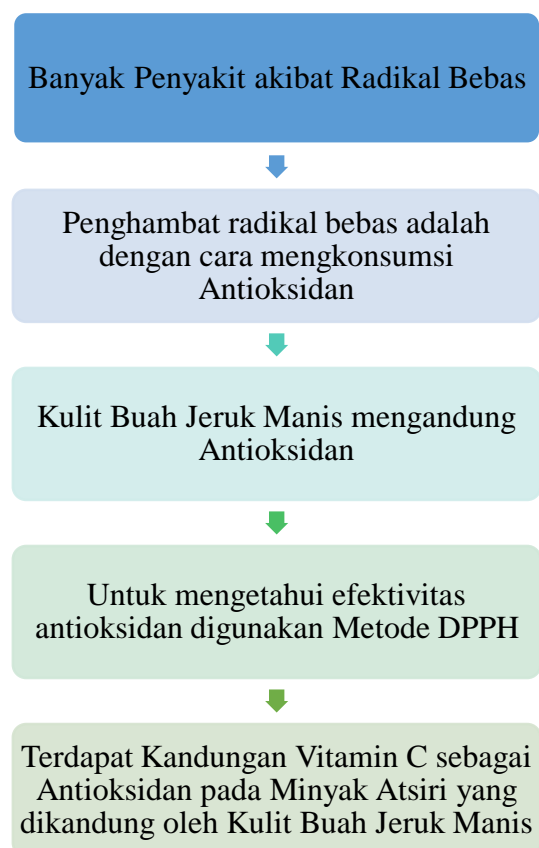 Banyak Penyakit akibat Radikal Bebas
Penghambat radikal bebas adalah
dengan cara mengkonsumsi
Antioksidan
Kulit Buah Jeruk Manis mengandung
Antioksidan
Untuk mengetahui efektivitas
antioksidan digunakan Metode DPPH
Terdapat Kandungan Vitamin C sebagai
Antioksidan pada Minyak Atsiri yang
dikandung oleh Kulit Buah Jeruk Manis